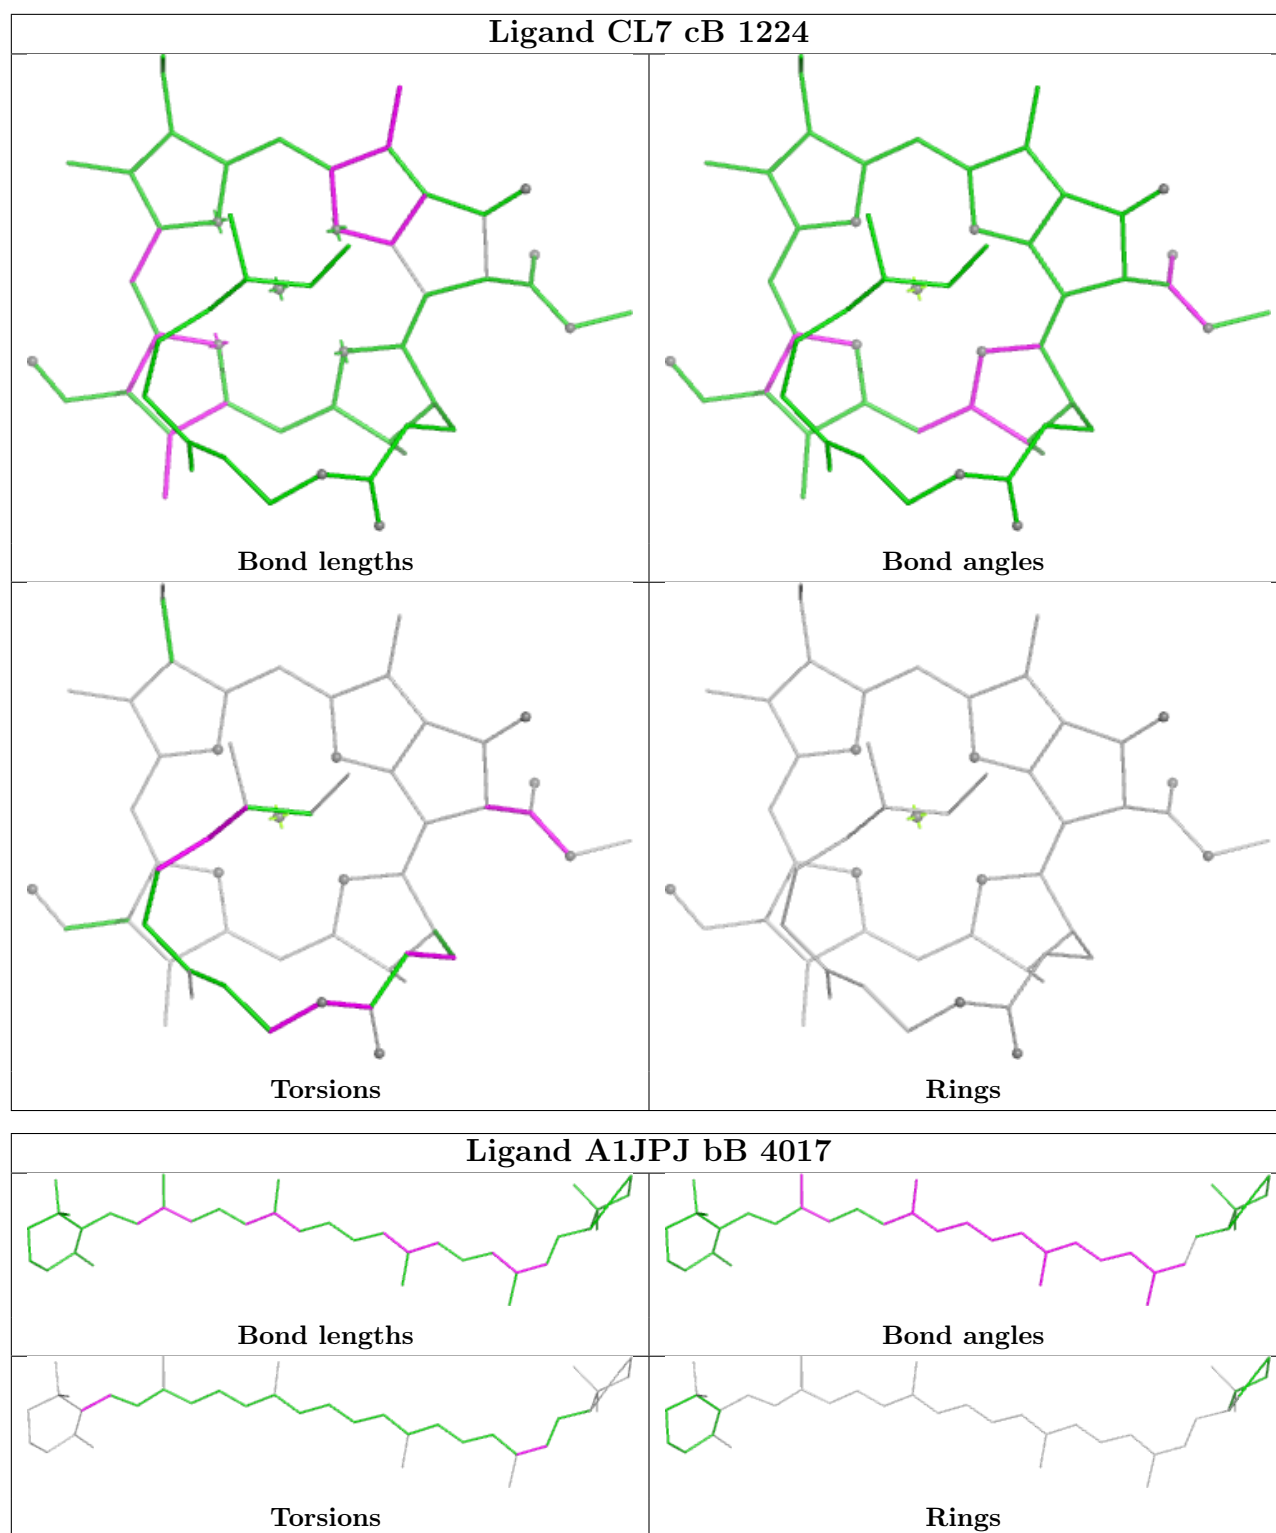 Ligand CL7 cB 1224
Bond lengths
Bond angles
Torsions
Rings
Ligand A1JPJ bB 4017
Bond lengths
Bond angles
Torsions
Rings